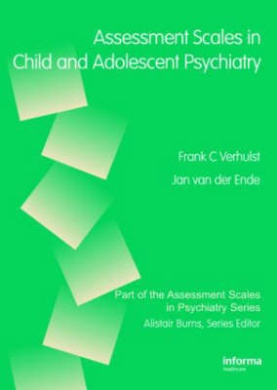 Assessment Scales in
Child and Adolescent Psychiatry
Frank C Verhulst
Jan van der Ende
Part of the Assessment Scales
in Psychiatry Series
Alistair Burns, Series Editor
informa
healthcare